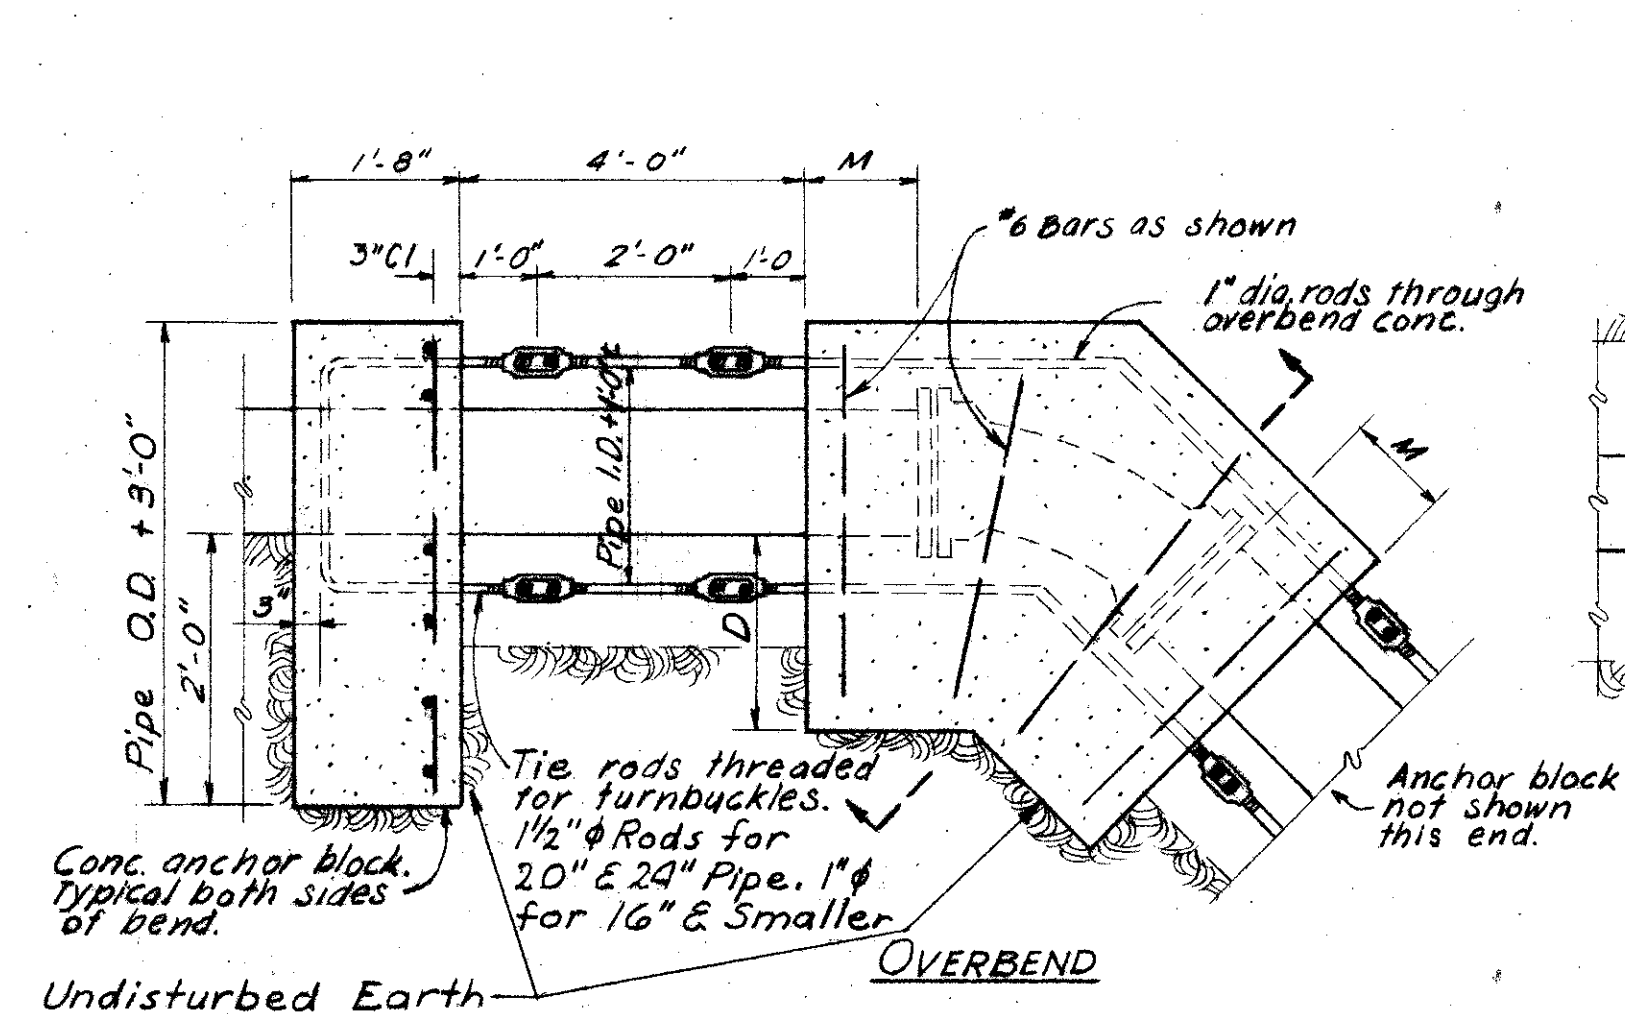 1'-8"
4'-0"
M
#6 Bars as shown
3"Cl
1'-0"
2'-0"
1'-0
1" dia. rods through
overbend conc.
M
Pipe O.D. + 3'-0"
2'-0"
3"
D
Tie rods threaded
for turnbuckles.
1½"φ Rods for
20" & 24" Pipe. 1"φ
for 16" & Smaller
Anchor block
not shown
this end.
Conc. anchor block.
Typical both sides
of bend.
OVERBEND
Undisturbed Earth
Pipe I.D. +